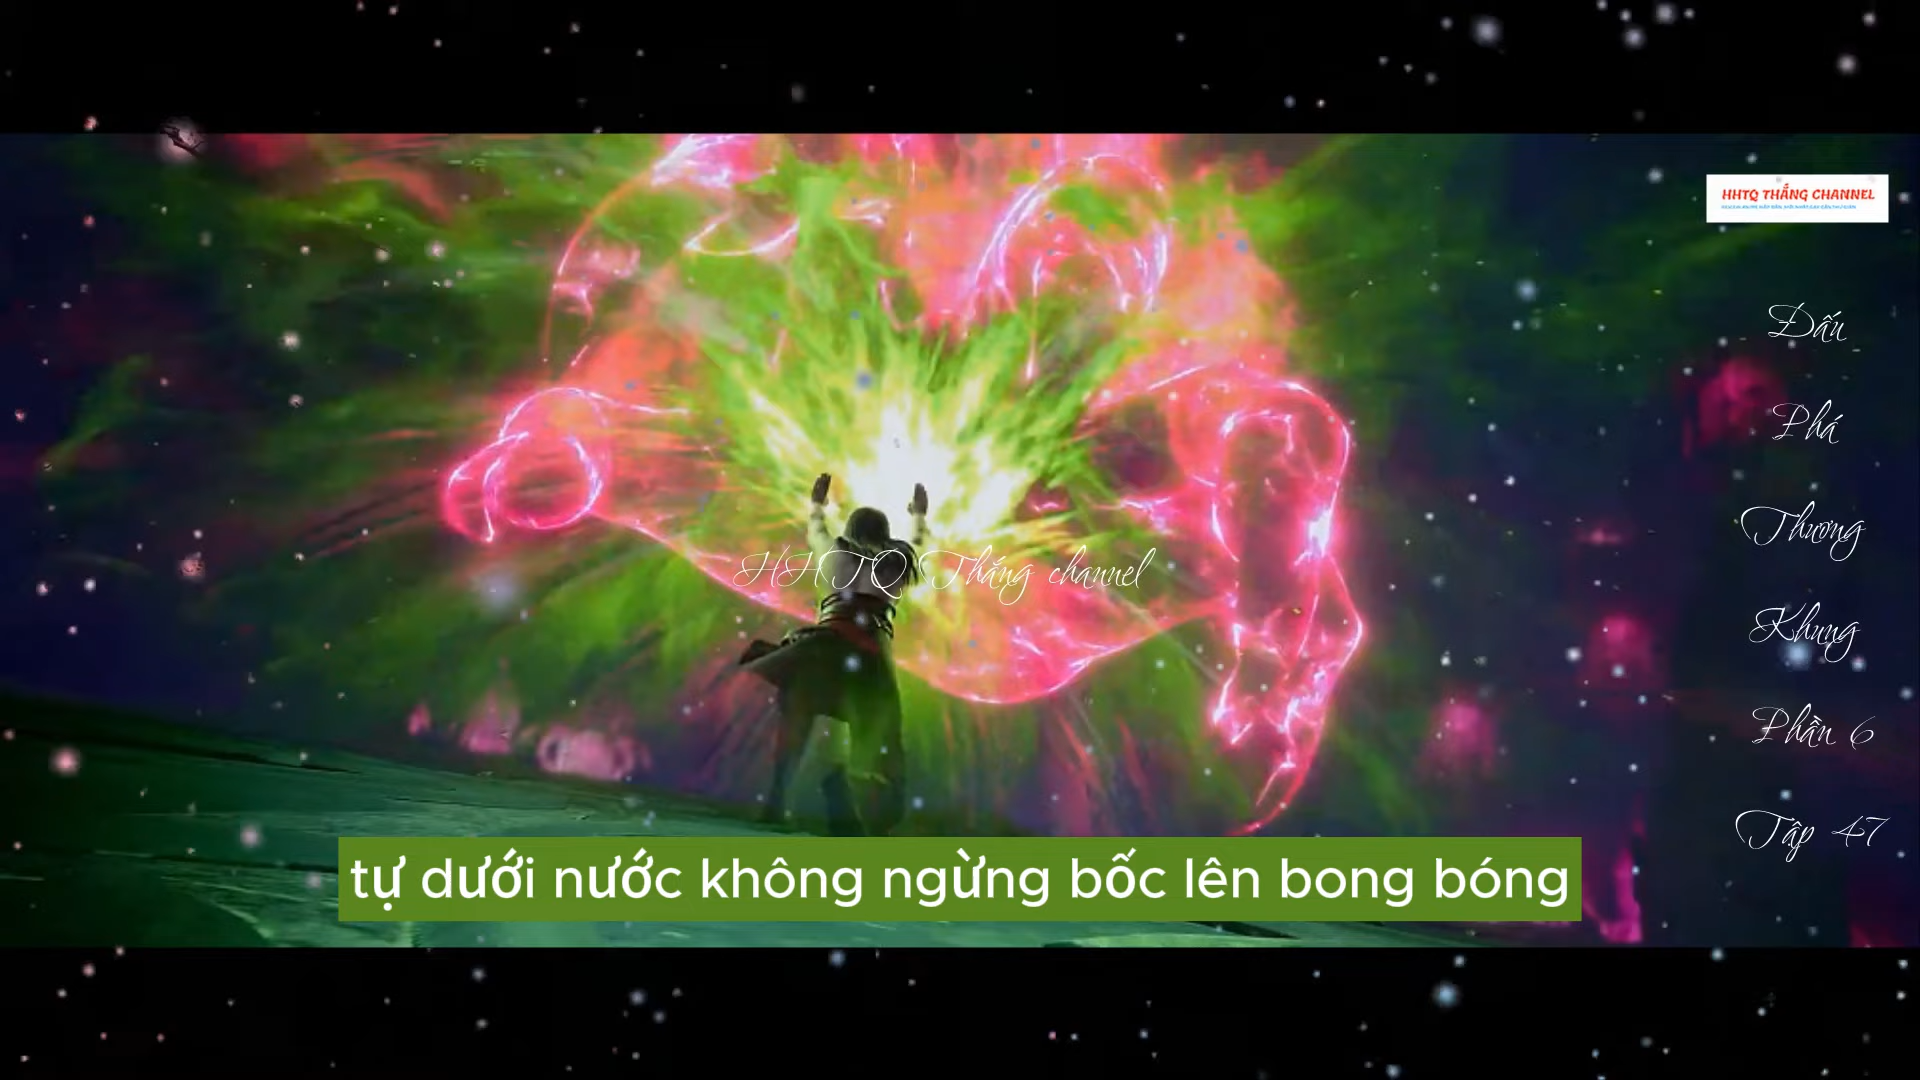 HHTQ THẮNG CHANNEL
Đấu
Phá
Thương
Khung
Phần 6
Tập 47
HHTQ Thắng channel
tự dưới nước không ngừng bốc lên bong bóng